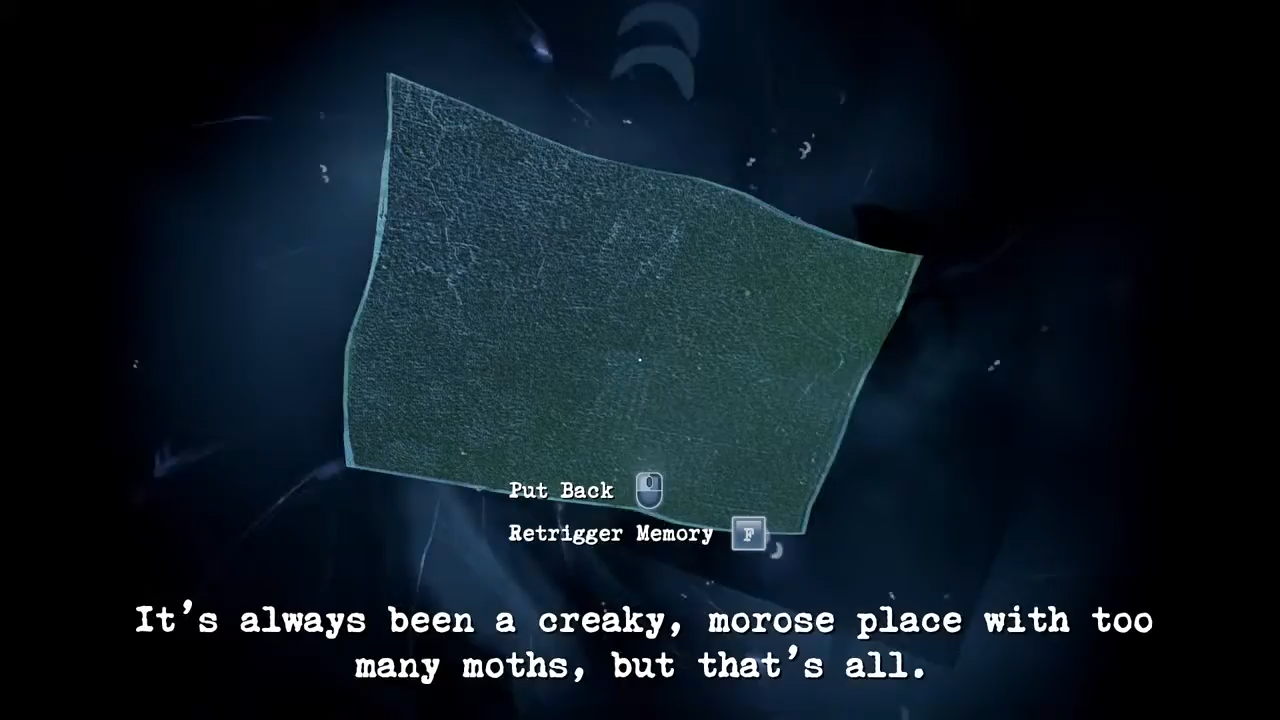 Put Back
Retrigger Memory F
It's always been a creaky, morose place with too
many moths, but that's all.